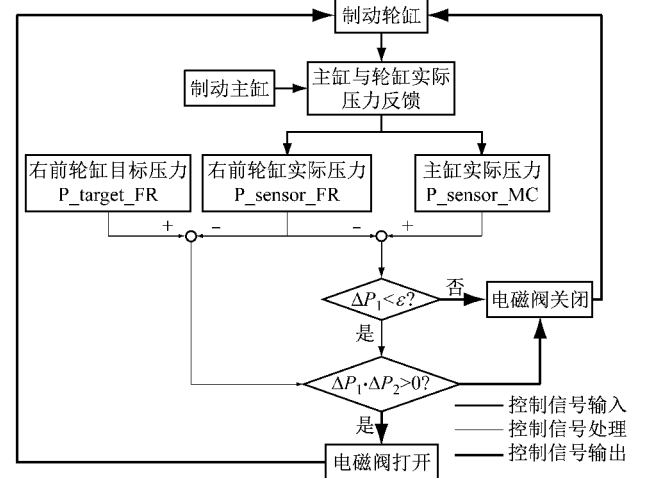 制动轮缸
制动主缸
主缸与轮缸实际
压力反馈
右前轮缸目标压力
P_target_FR
右前轮缸实际压力
P_sensor_FR
主缸实际压力
P_sensor_MC
+
-
-
+
ΔP₁<ε?
否
电磁阀关闭
是
ΔP₁·ΔP₂>0?
是
电磁阀打开
控制信号输入
控制信号处理
控制信号输出